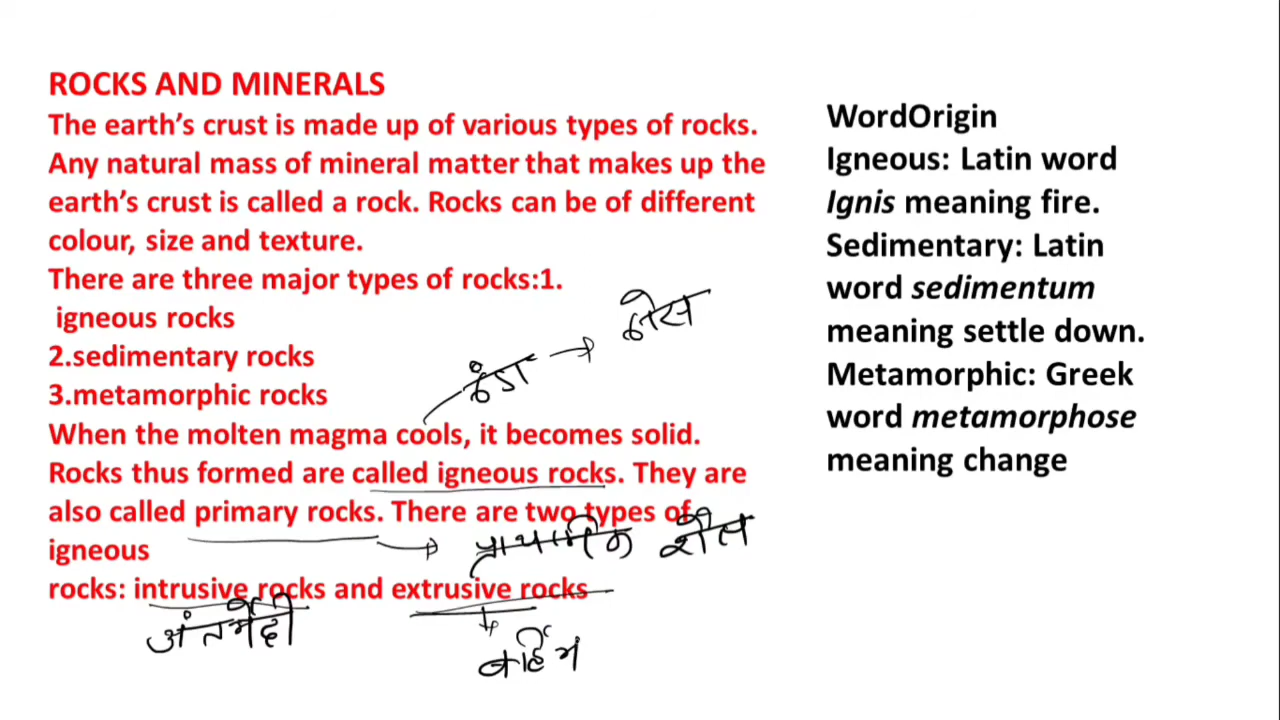 ROCKS AND MINERALS
The earth's crust is made up of various types of rocks.
Any natural mass of mineral matter that makes up the
earth's crust is called a rock. Rocks can be of different
colour, size and texture.
There are three major types of rocks:1.
igneous rocks
2.sedimentary rocks
3.metamorphic rocks
When the molten magma cools, it becomes solid.
Rocks thus formed are called igneous rocks. They are
also called primary rocks. There are two types of
igneous
rocks: intrusive rocks and extrusive rocks
ठंडा → ठोस
→ प्राथमिक शैल
अंतर्भेदी
बर्हि
WordOrigin
Igneous: Latin word
Ignis meaning fire.
Sedimentary: Latin
word sedimentum
meaning settle down.
Metamorphic: Greek
word metamorphose
meaning change